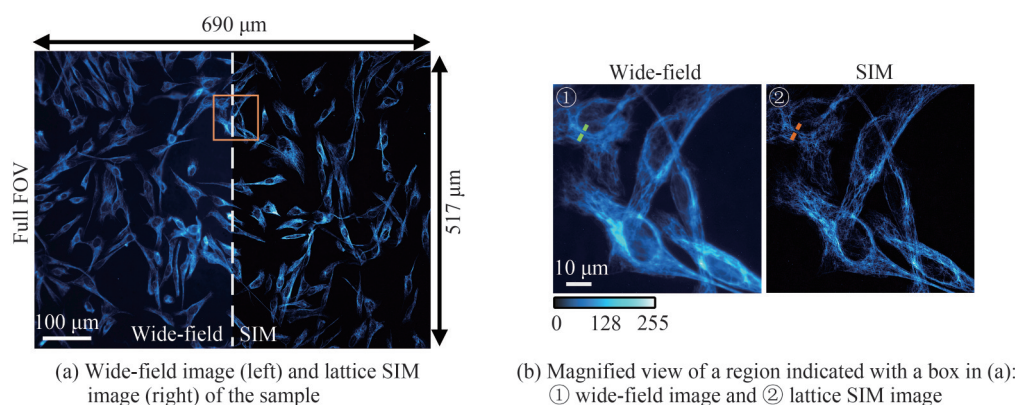 690 μm
Full FOV
517 μm
100 μm
Wide-field
SIM
(a) Wide-field image (left) and lattice SIM
image (right) of the sample
Wide-field
SIM
①
②
10 μm
0 128 255
(b) Magnified view of a region indicated with a box in (a):
① wide-field image and ② lattice SIM image